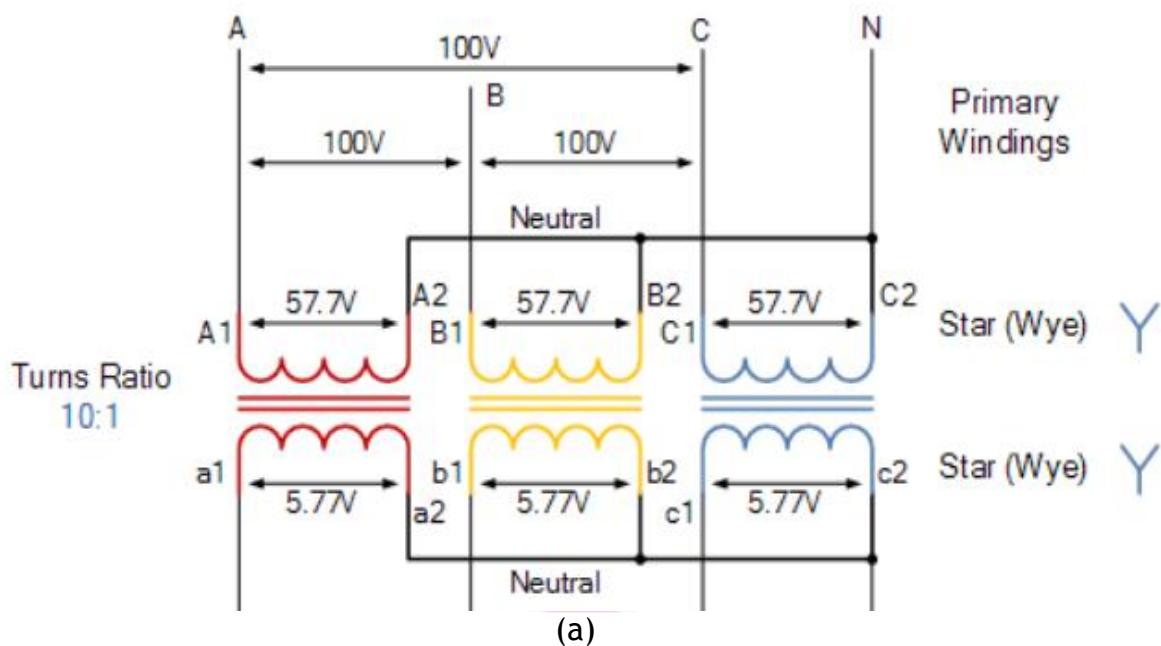 A
C
N
100V
B
Primary
Windings
100V
100V
Neutral
A2
B2
C2
57.7V
57.7V
57.7V
A1
B1
C1
Star (Wye)
Turns Ratio
10:1
a1
b1
b2
c2
Star (Wye)
5.77V
5.77V
5.77V
a2
c1
Neutral
(a)